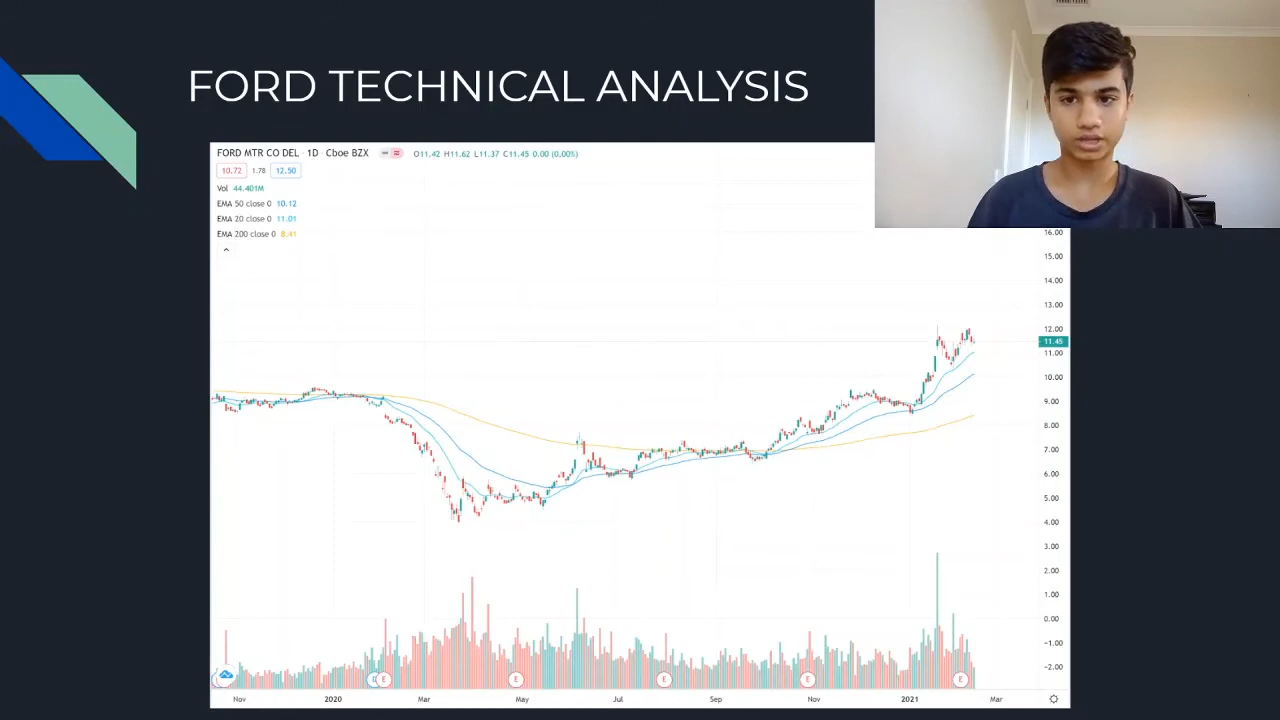 FORD TECHNICAL ANALYSIS
FORD MTR CO DEL · 1D · Cboe BZX O11.42 H11.62 L11.37 C11.45 0.00 (0.00%)
10.72 1.78 12.50
Vol 44.401M
EMA 50 close 0 10.12
EMA 20 close 0 11.01
EMA 200 close 0 8.41
16.00
15.00
14.00
13.00
12.00
11.45
11.00
10.00
9.00
8.00
7.00
6.00
5.00
4.00
3.00
2.00
1.00
0.00
−1.00
−2.00
D E E E E E
Nov 2020 Mar May Jul Sep Nov 2021 Mar